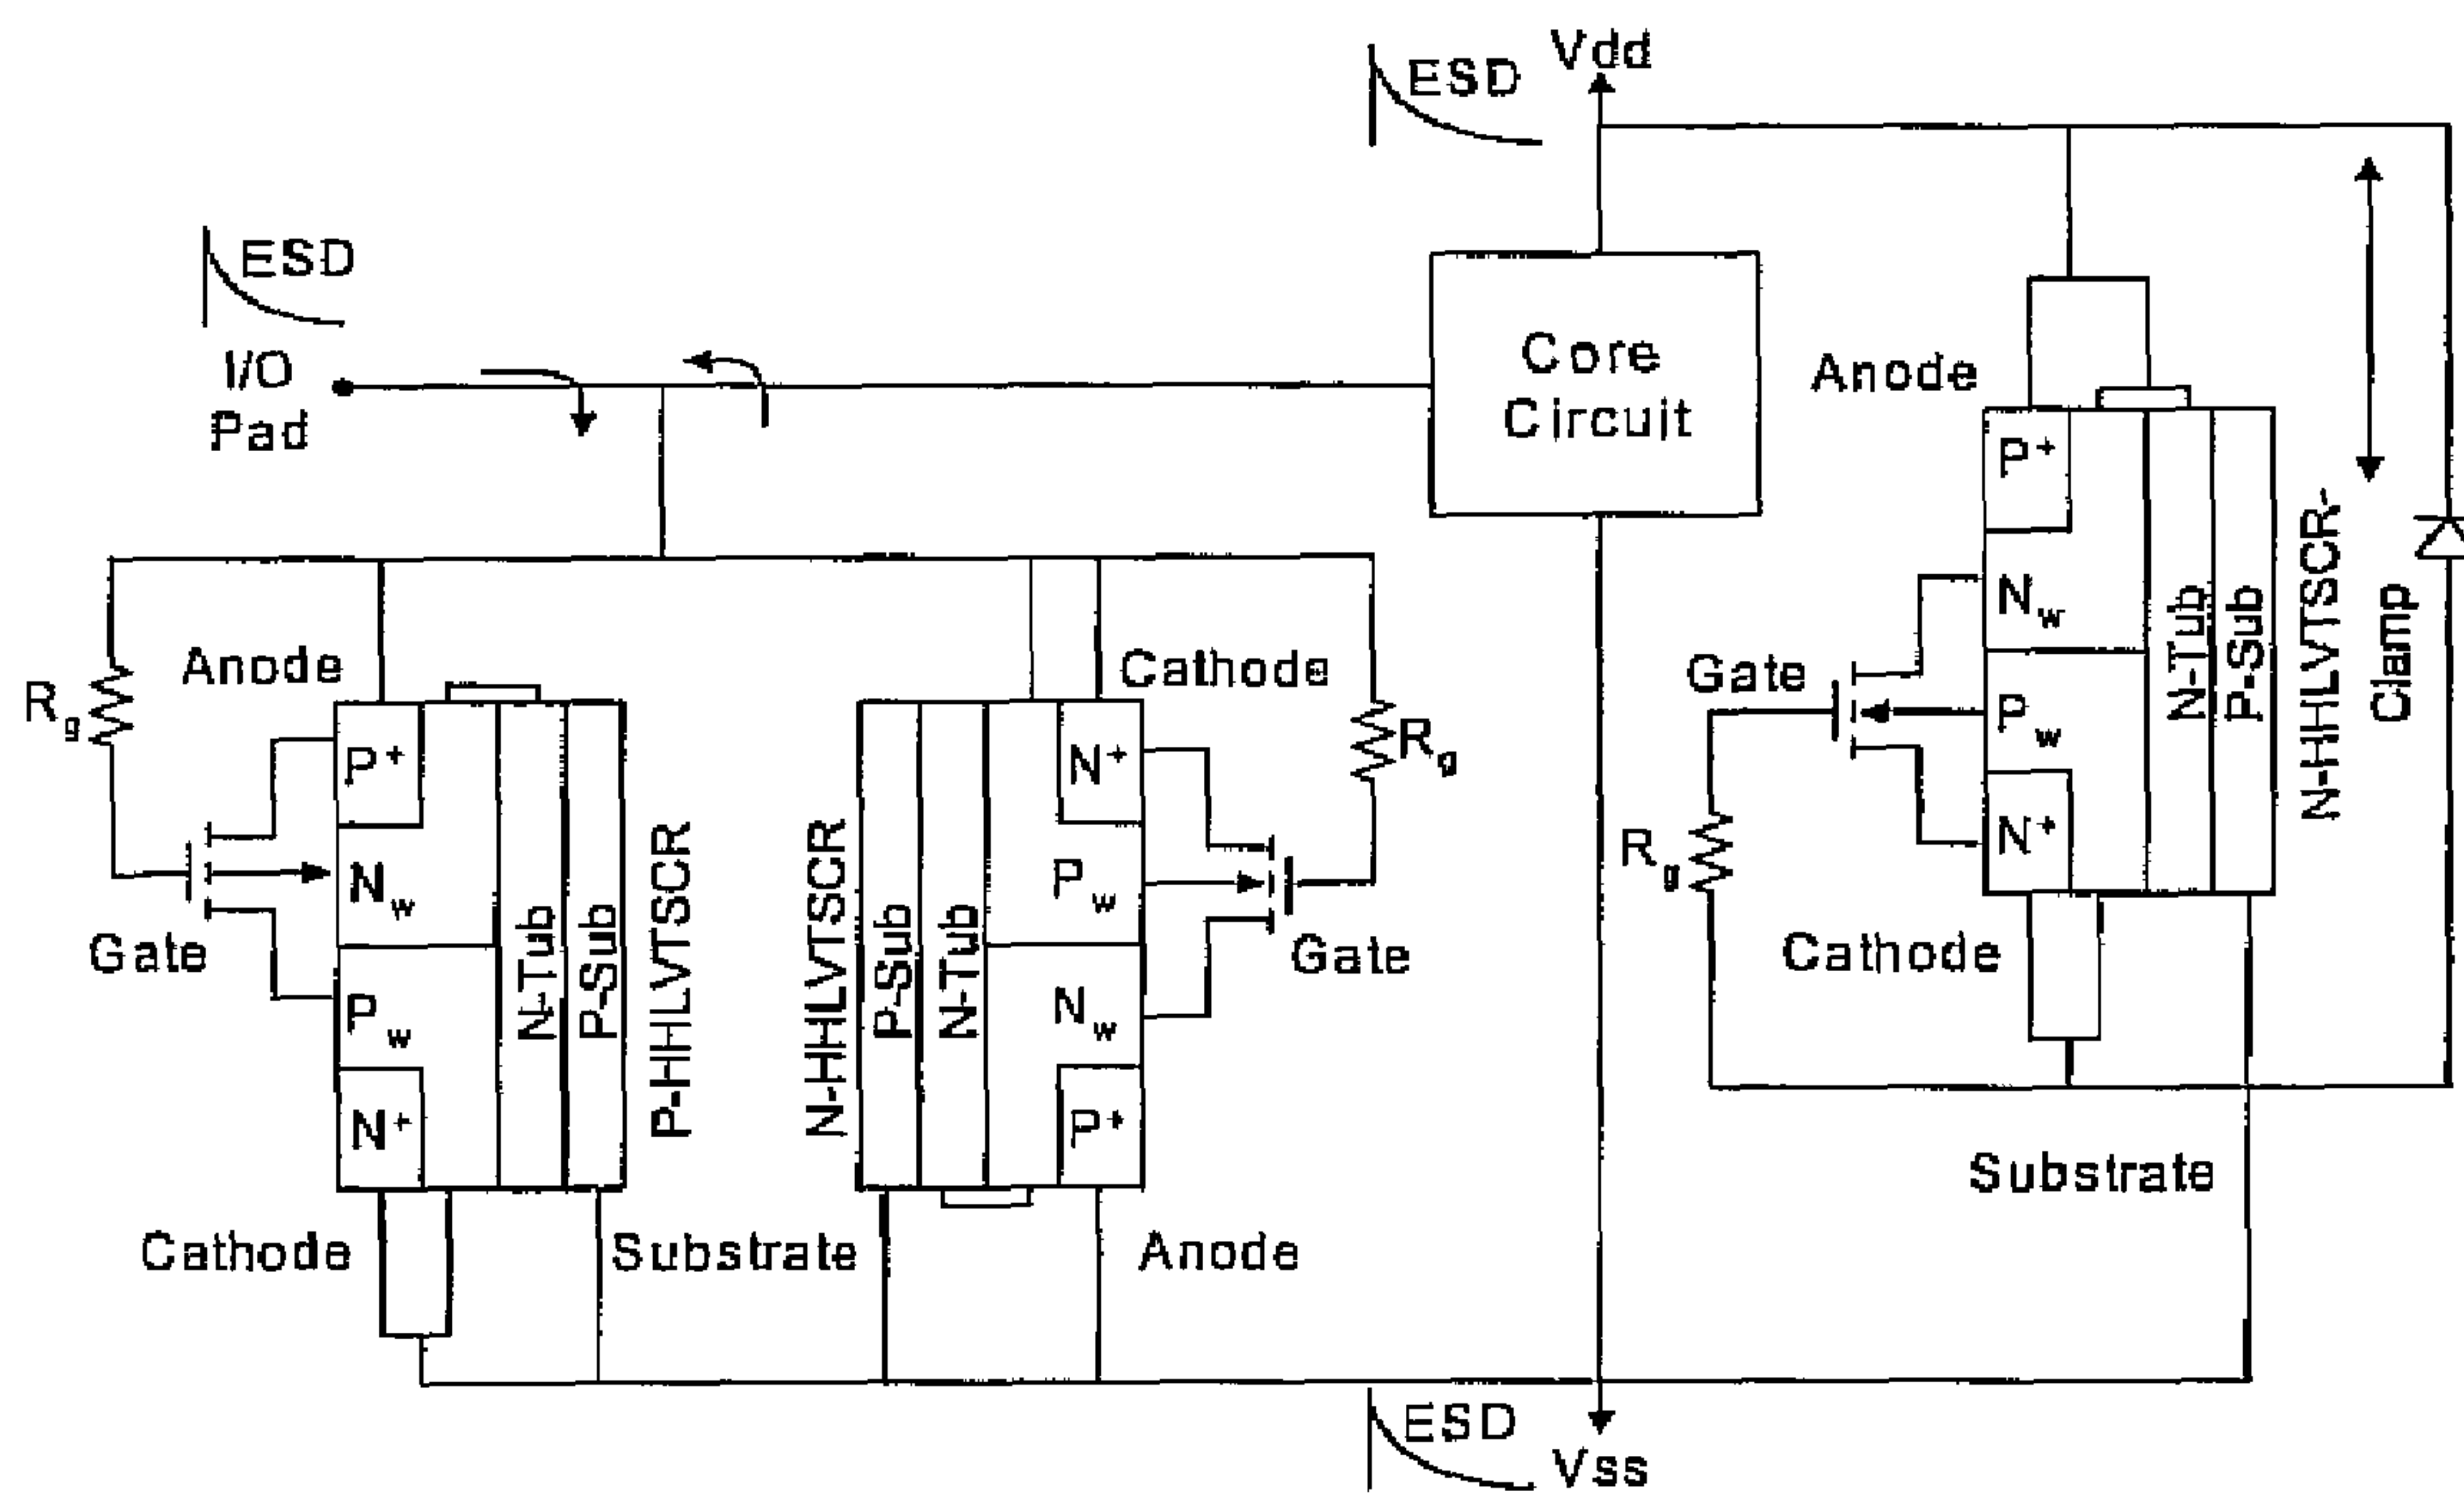 ESD
Vdd
ESD
I/O
Pad
Core
Circuit
Anode
P+
Nw
Pw
N+
N-Tub
P-Sub
N-HHLVTSCR-
Clamp
Gate
Rg
Cathode
Substrate
Rg
Anode
P+
Nw
Pw
N+
N-Tub
P-Sub
P-HHLVTSCR
Gate
Cathode
Substrate
N-HHLVTSCR
P-Sub
N-Tub
Cathode
N+
Pw
Nw
P+
Rg
Gate
Anode
ESD
Vss